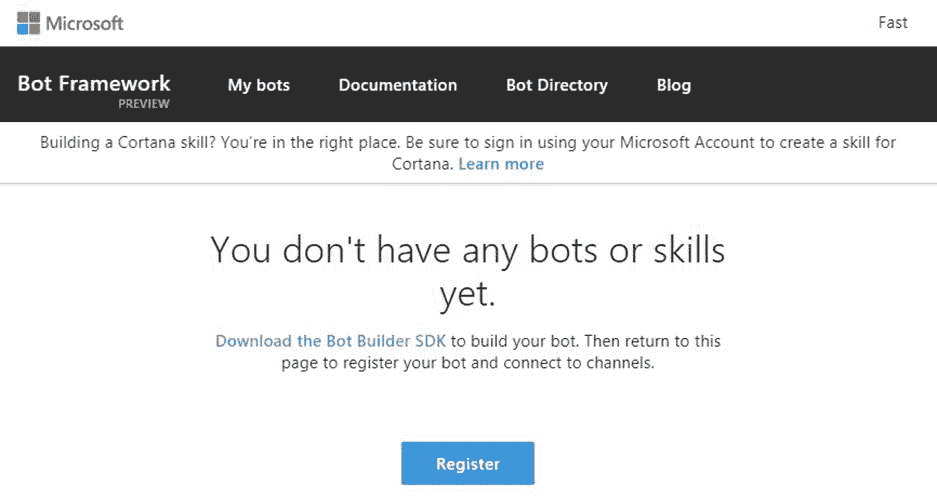 Microsoft
Fast
Bot Framework
PREVIEW
My bots
Documentation
Bot Directory
Blog
Building a Cortana skill? You're in the right place. Be sure to sign in using your Microsoft Account to create a skill for
Cortana. Learn more
You don't have any bots or skills
yet.
Download the Bot Builder SDK to build your bot. Then return to this
page to register your bot and connect to channels.
Register